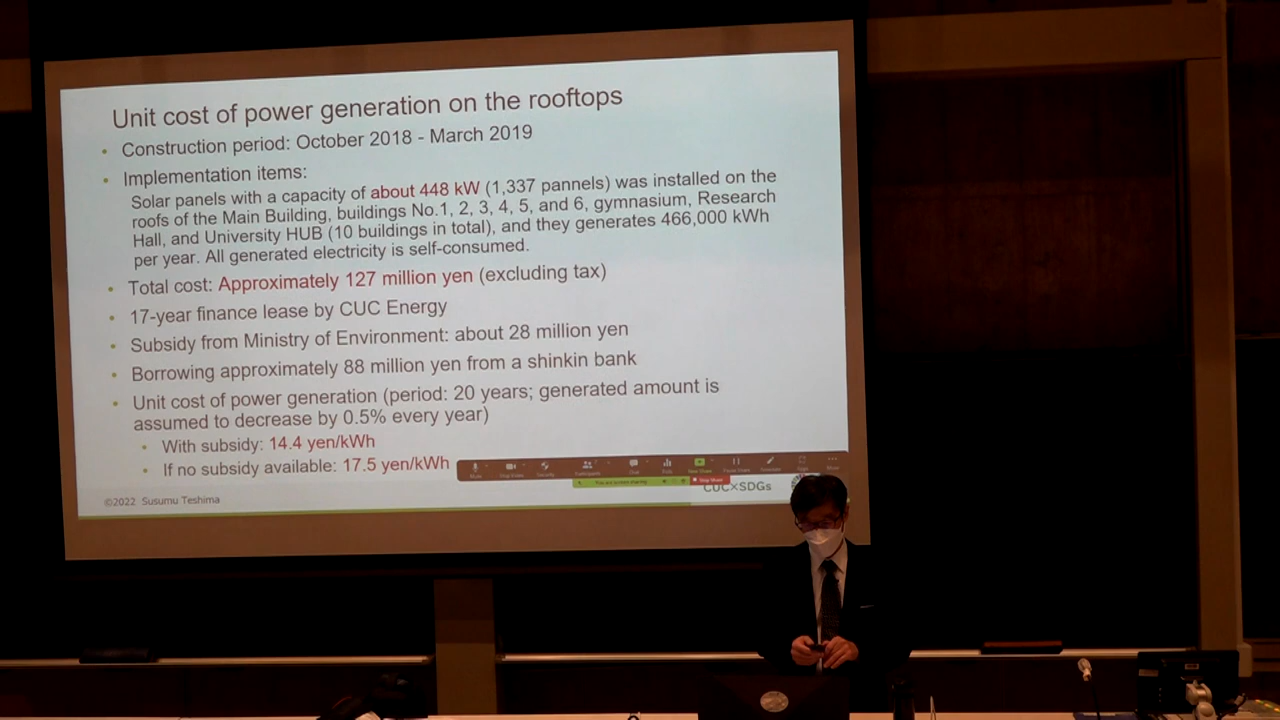 Unit cost of power generation on the rooftops
• Construction period: October 2018 - March 2019
• Implementation items:
Solar panels with a capacity of about 448 kW (1,337 pannels) was installed on the
roofs of the Main Building, buildings No.1, 2, 3, 4, 5, and 6, gymnasium, Research
Hall, and University HUB (10 buildings in total), and they generates 466,000 kWh
per year. All generated electricity is self-consumed.
• Total cost: Approximately 127 million yen (excluding tax)
• 17-year finance lease by CUC Energy
• Subsidy from Ministry of Environment: about 28 million yen
• Borrowing approximately 88 million yen from a shinkin bank
• Unit cost of power generation (period: 20 years; generated amount is
assumed to decrease by 0.5% every year)
• With subsidy: 14.4 yen/kWh
• If no subsidy available: 17.5 yen/kWh
Stop Share
CUC×SDGs
©2022 Susumu Teshima